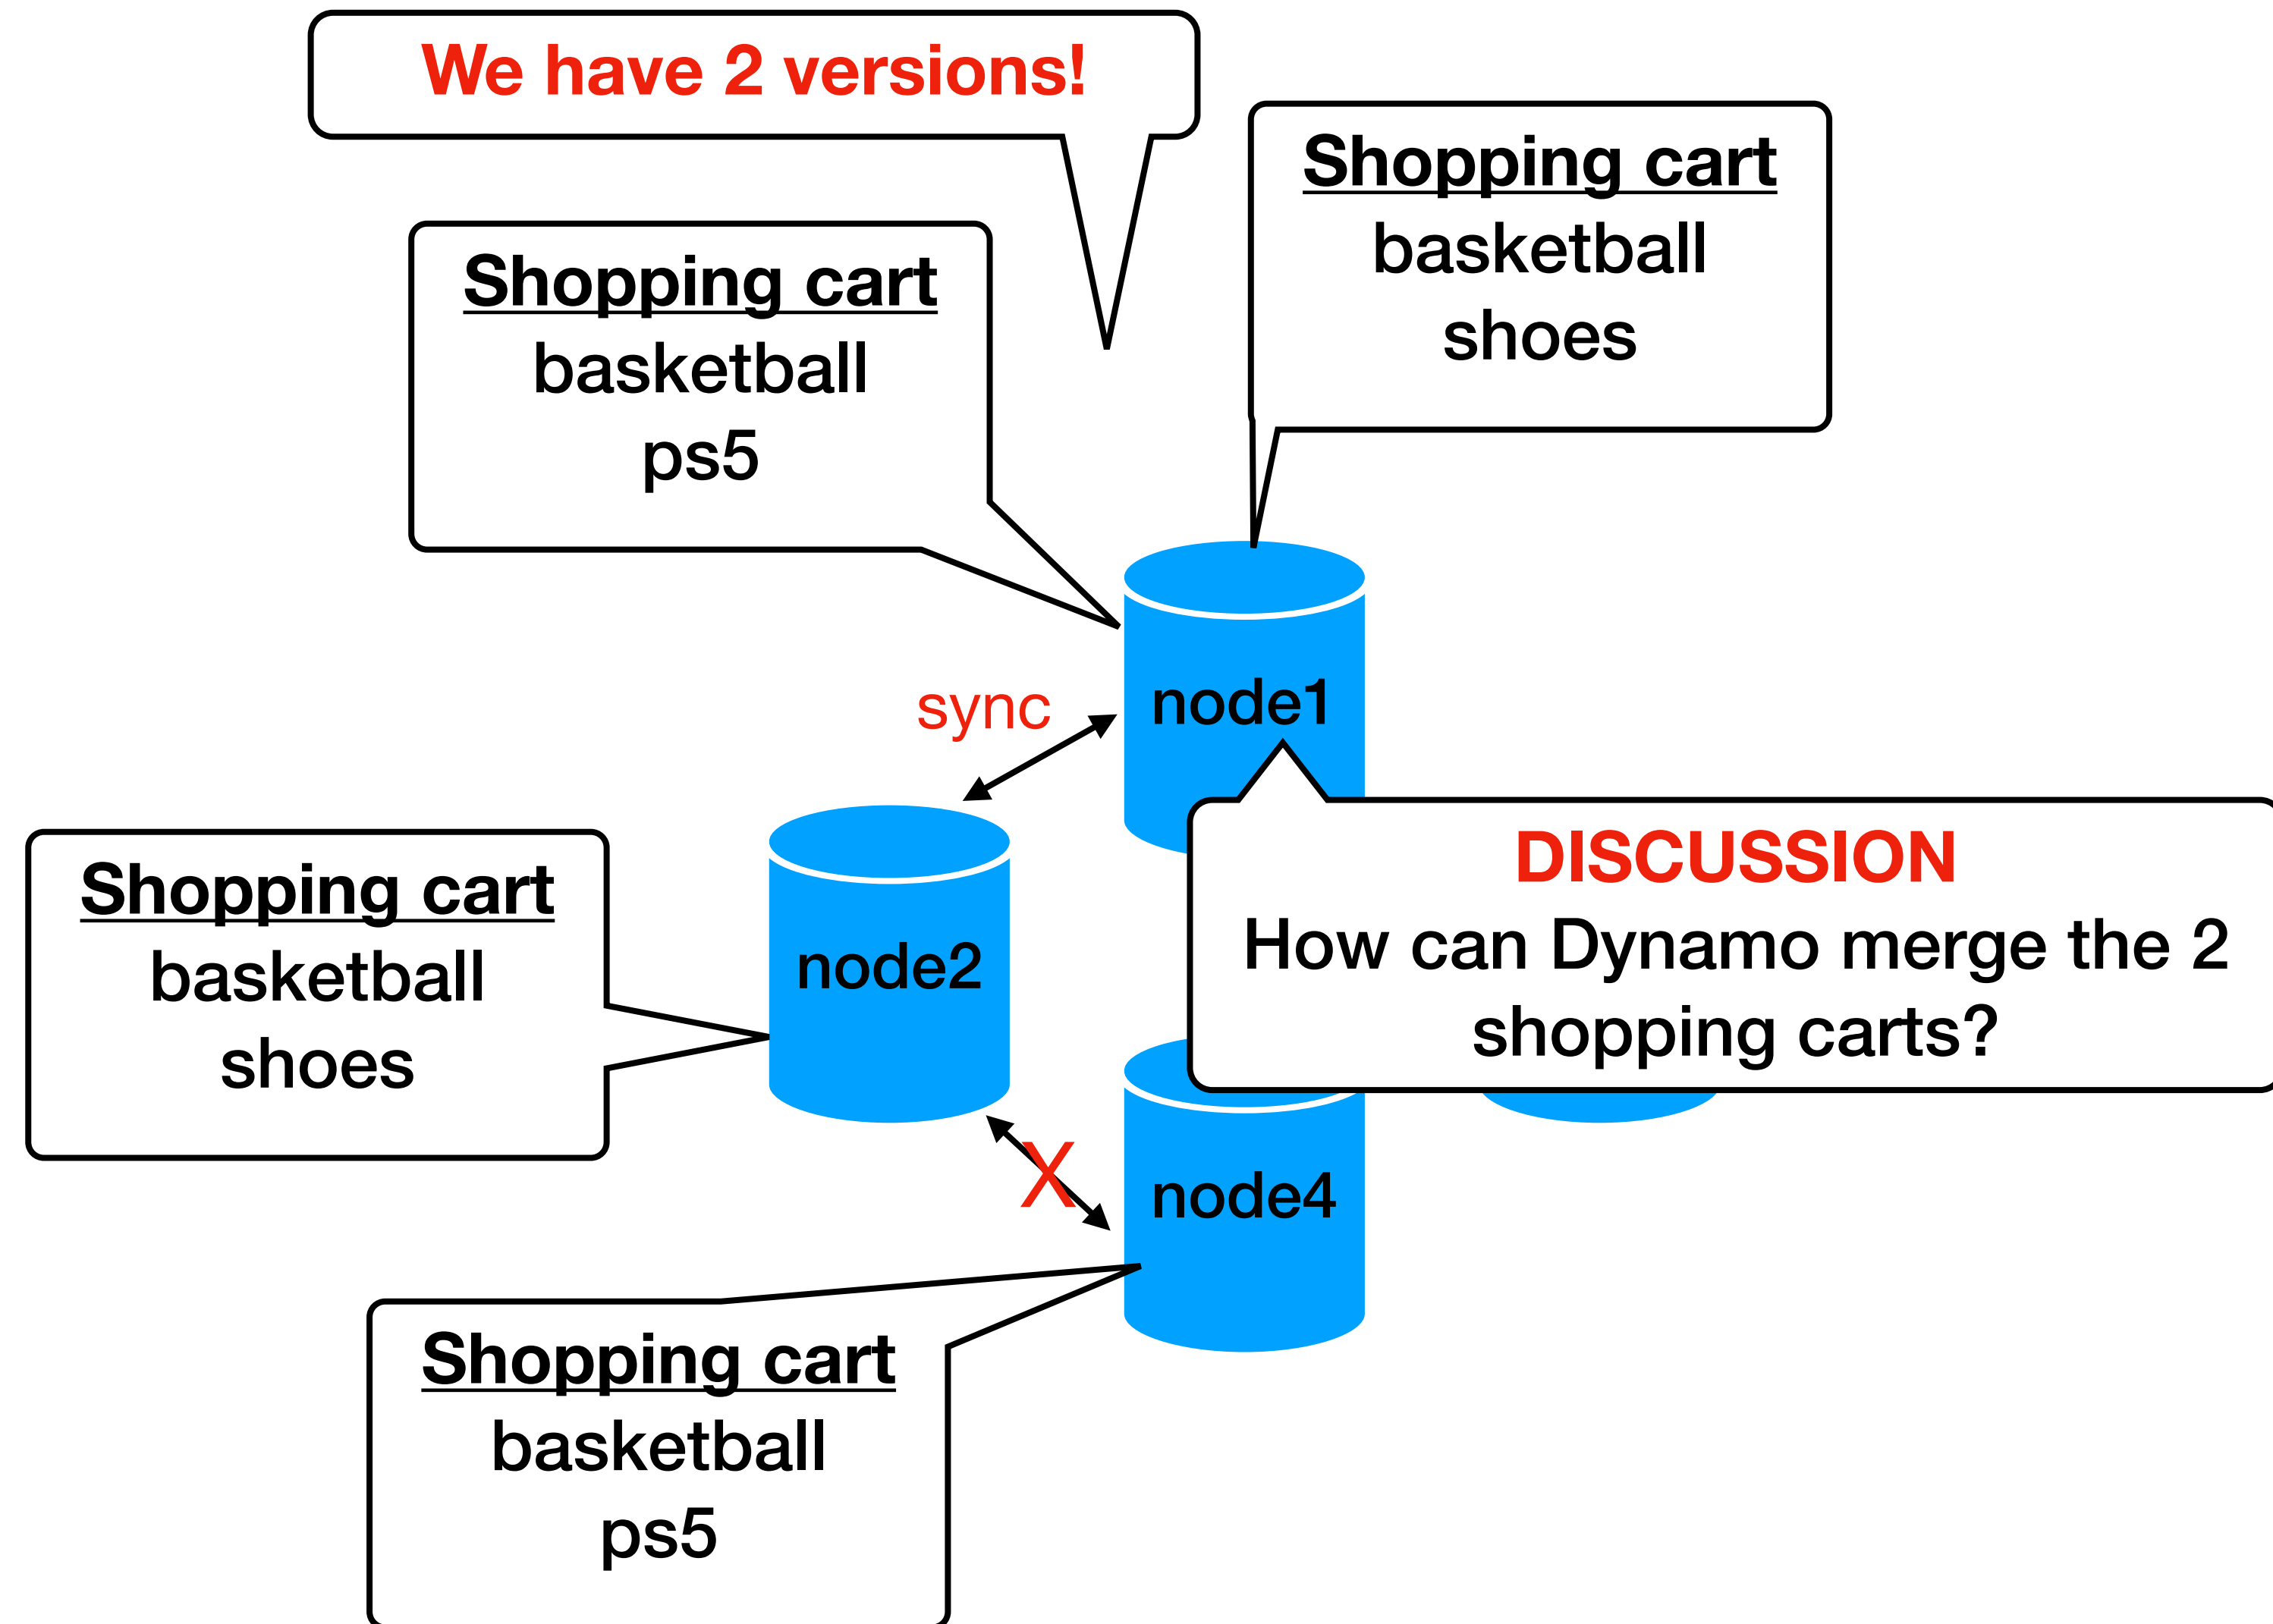 We have 2 versions!
Shopping cart
basketball
shoes
Shopping cart
basketball
ps5
sync
node1
Shopping cart
basketball
shoes
node2
DISCUSSION
How can Dynamo merge the 2
shopping carts?
X
node4
Shopping cart
basketball
ps5